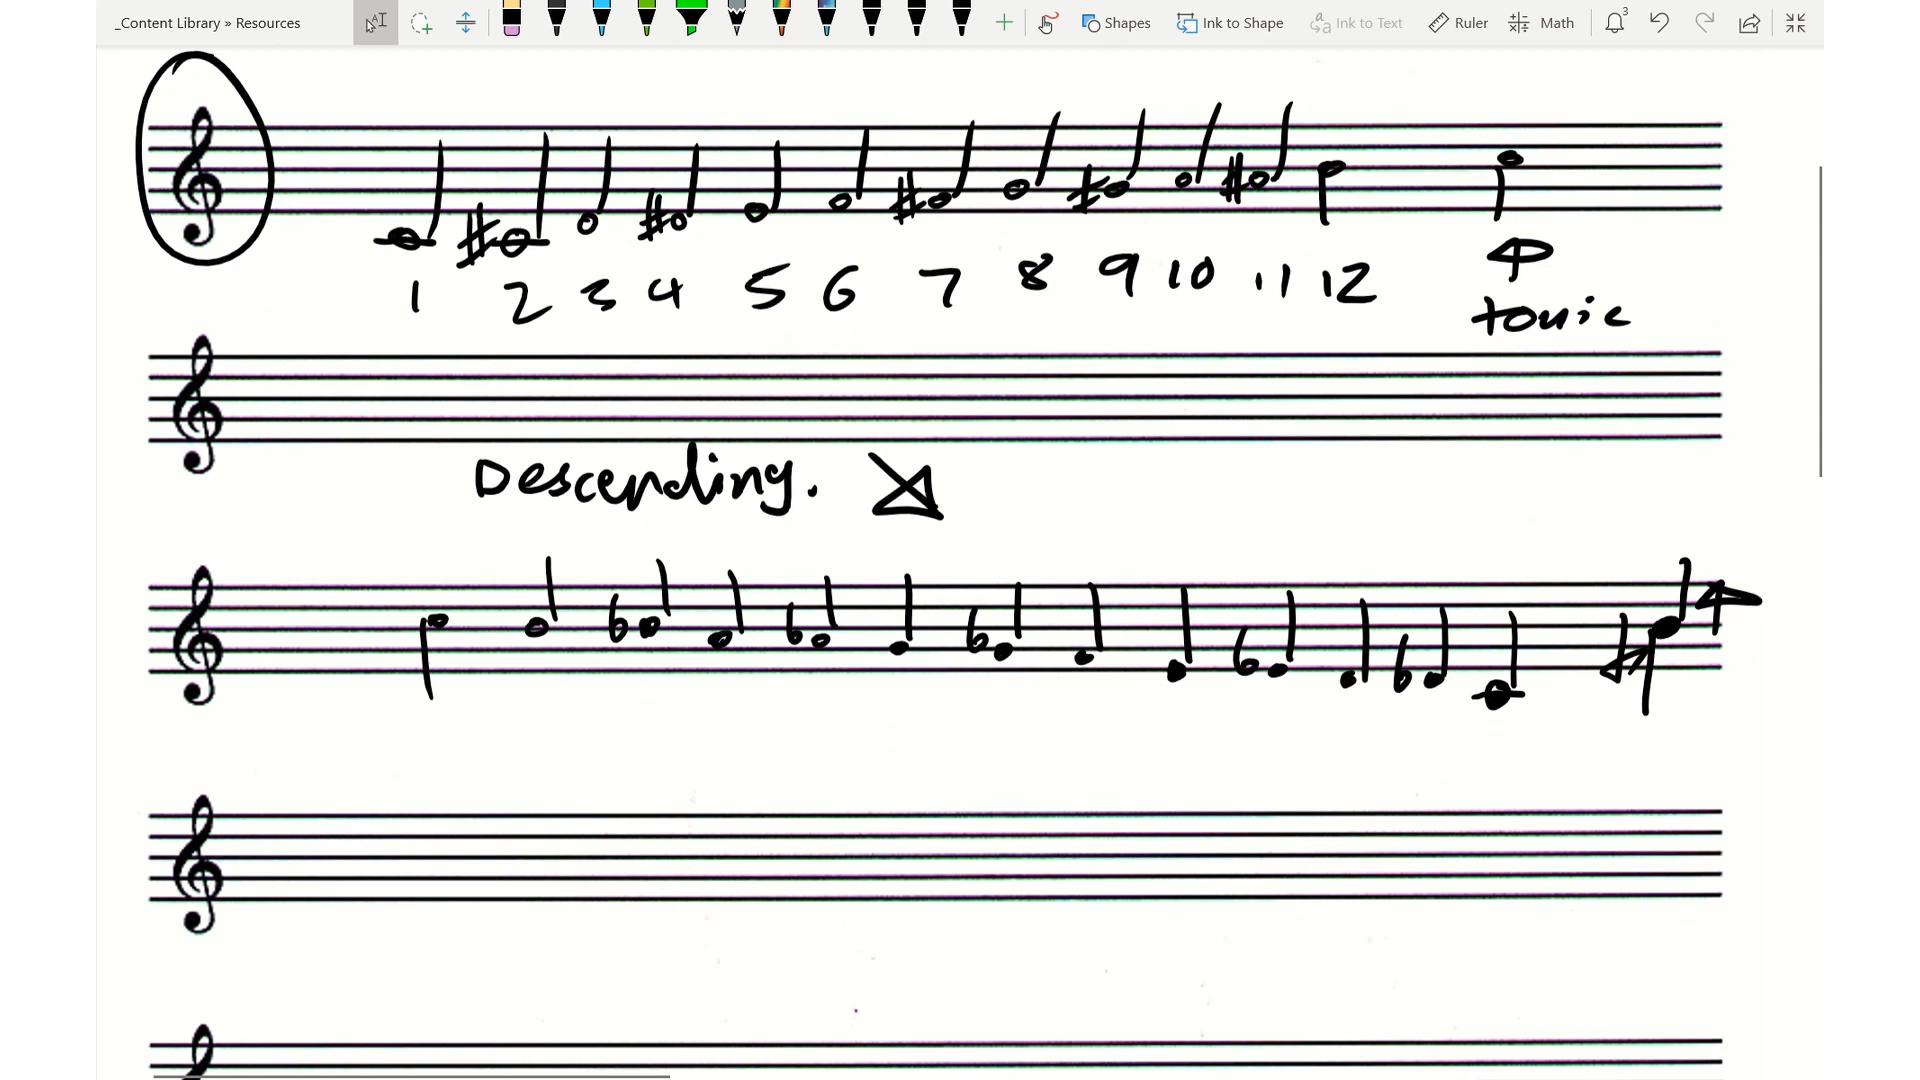 _Content Library » Resources Shapes Ink to Shape Ink to Text Ruler Math 3
1 2 3 4 5 6 7 8 9 10 11 12
tonic
Descending.